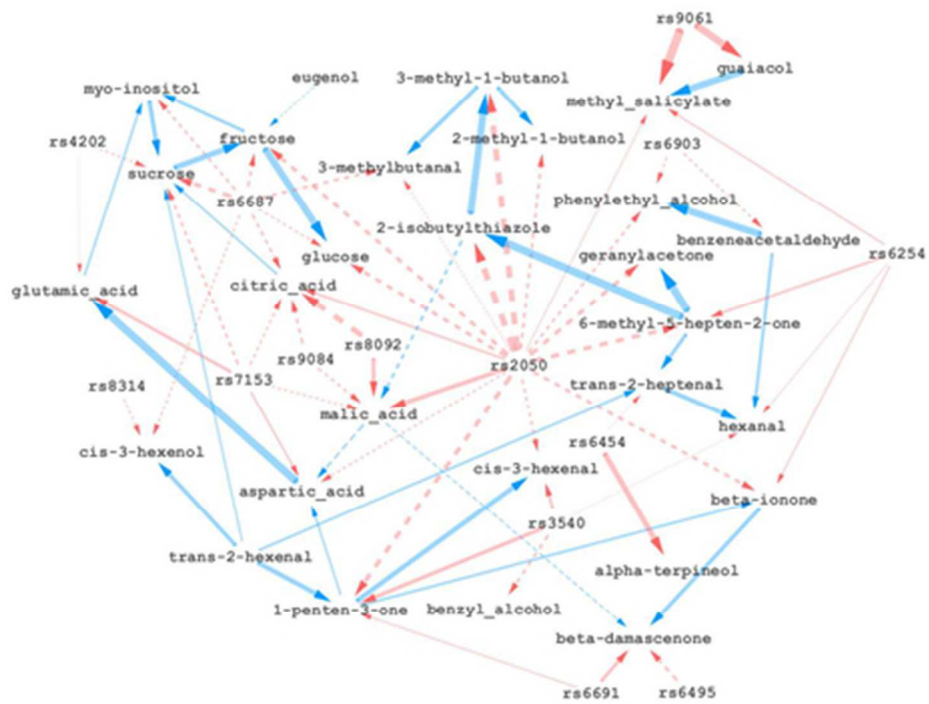 rs9061
guaiacol
myo-inositol
eugenol
3-methyl-1-butanol
methyl_salicylate
rs4202
fructose
2-methyl-1-butanol
rs6903
sucrose
3-methylbutanal
rs6687
phenylethyl_alcohol
2-isobutylthiazole
benzeneacetaldehyde
glucose
geranylacetone
rs6254
glutamic_acid
citric_acid
6-methyl-5-hepten-2-one
rs8092
rs9084
rs2050
rs8314
rs7153
trans-2-heptenal
malic_acid
hexanal
cis-3-hexenol
rs6454
cis-3-hexenal
aspartic_acid
beta-ionone
rs3540
trans-2-hexenal
alpha-terpineol
1-penten-3-one
benzyl_alcohol
beta-damascenone
rs6691
rs6495